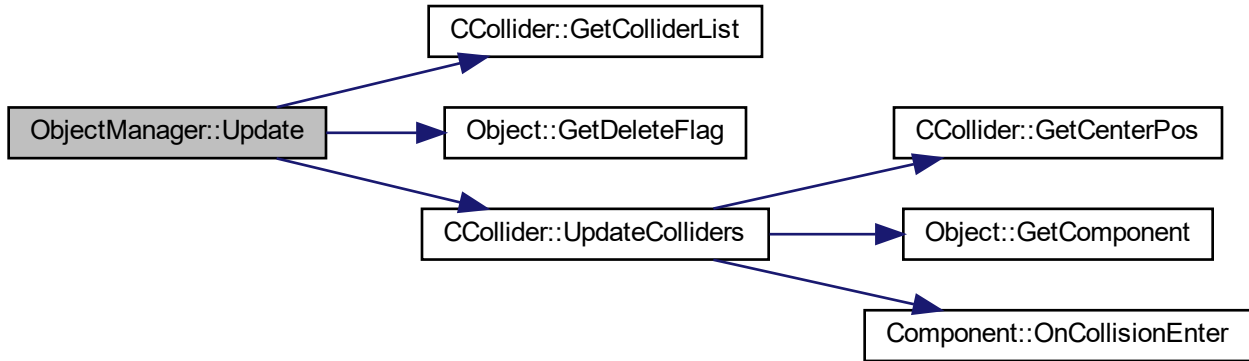 CCollider::GetColliderList
ObjectManager::Update
Object::GetDeleteFlag
CCollider::GetCenterPos
CCollider::UpdateColliders
Object::GetComponent
Component::OnCollisionEnter